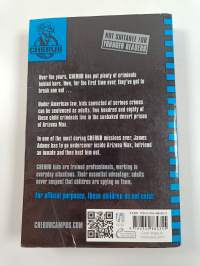 CHERUB
NOT SUITABLE FOR
YOUNGER READERS
Over the years, CHERUB has put plenty of criminals
behind bars. Now, for the first time ever, they've got to
break one out . . .
Under American law, kids convicted of serious crimes
can be sentenced as adults. Two hundred and eighty of
these child criminals live in the sunbaked desert prison of
Arizona Max.
In one of the most daring CHERUB missions ever, James
Adams has to go undercover inside Arizona Max, befriend
an inmate and then bust him out.
CHERUB kids are trained professionals, working in
everyday situations. Their essential advantage: adults
never suspect that children are spying on them.
For official purposes, these children do not exist.
CHERUBCAMPUS.COM